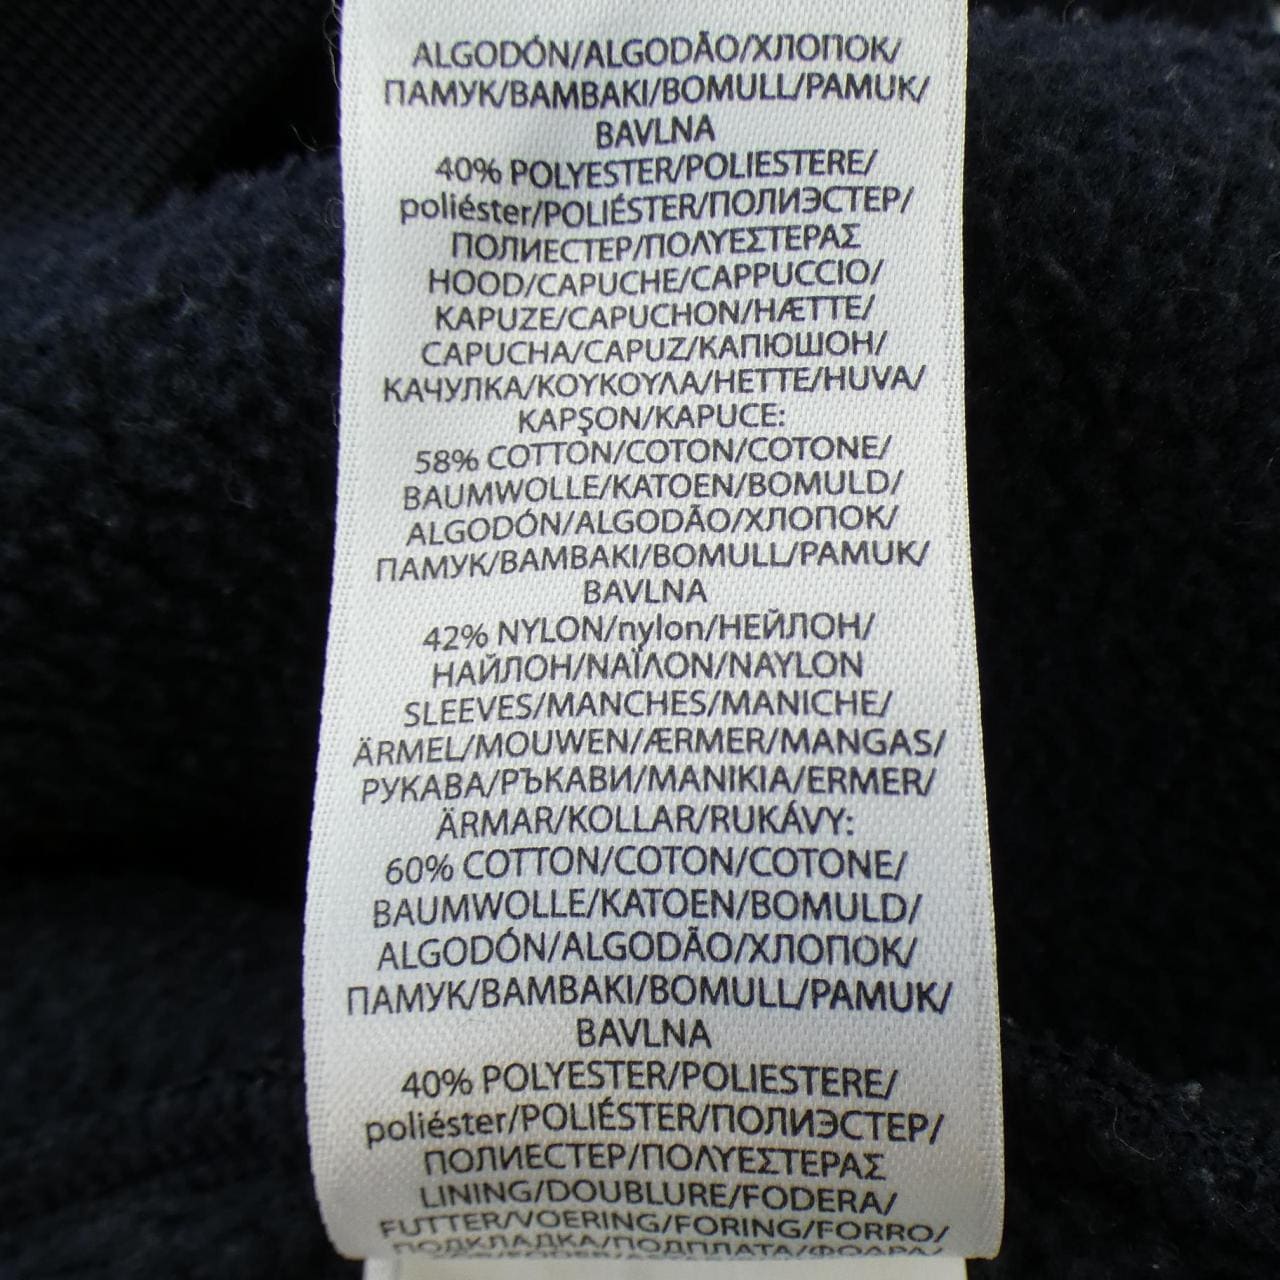 ALGODÓN/ALGODÃO/ХЛОПОК/
ПАМУК/BAMBAKI/BOMULL/PAMUK/
BAVLNA
40% POLYESTER/POLIESTERE/
poliéster/POLIÉSTER/ПОЛИЭСТЕР/
ПОЛИЕСТЕР/ΠΟΛΥΕΣΤΕΡΑΣ
HOOD/CAPUCHE/CAPPUCCIO/
KAPUZE/CAPUCHON/HÆTTE/
CAPUCHA/CAPUZ/КАПЮШОН/
КАЧУЛКА/ΚΟΥΚΟΥΛΑ/HETTE/HUVA/
KAPŞON/KAPUCE:
58% COTTON/COTON/COTONE/
BAUMWOLLE/KATOEN/BOMULD/
ALGODÓN/ALGODÃO/ХЛОПОК/
ПАМУК/BAMBAKI/BOMULL/PAMUK/
BAVLNA
42% NYLON/nylon/НЕЙЛОН/
НАЙЛОН/ΝΑΪΛΟΝ/NAYLON
SLEEVES/MANCHES/MANICHE/
ÄRMEL/MOUWEN/ÆRMER/MANGAS/
РУКАВА/РЪКАВИ/MANIKIA/ERMER/
ÄRMAR/KOLLAR/RUKÁVY:
60% COTTON/COTON/COTONE/
BAUMWOLLE/KATOEN/BOMULD/
ALGODÓN/ALGODÃO/ХЛОПОК/
ПАМУК/BAMBAKI/BOMULL/PAMUK/
BAVLNA
40% POLYESTER/POLIESTERE/
poliéster/POLIÉSTER/ПОЛИЭСТЕР/
ПОЛИЕСТЕР/ΠΟΛΥΕΣΤΕΡΑΣ
LINING/DOUBLURE/FODERA/
FUTTER/VOERING/FORING/FORRO/
ПОДКЛАДКА/ПОДПЛАТА/ΦΟΔΡΑ/